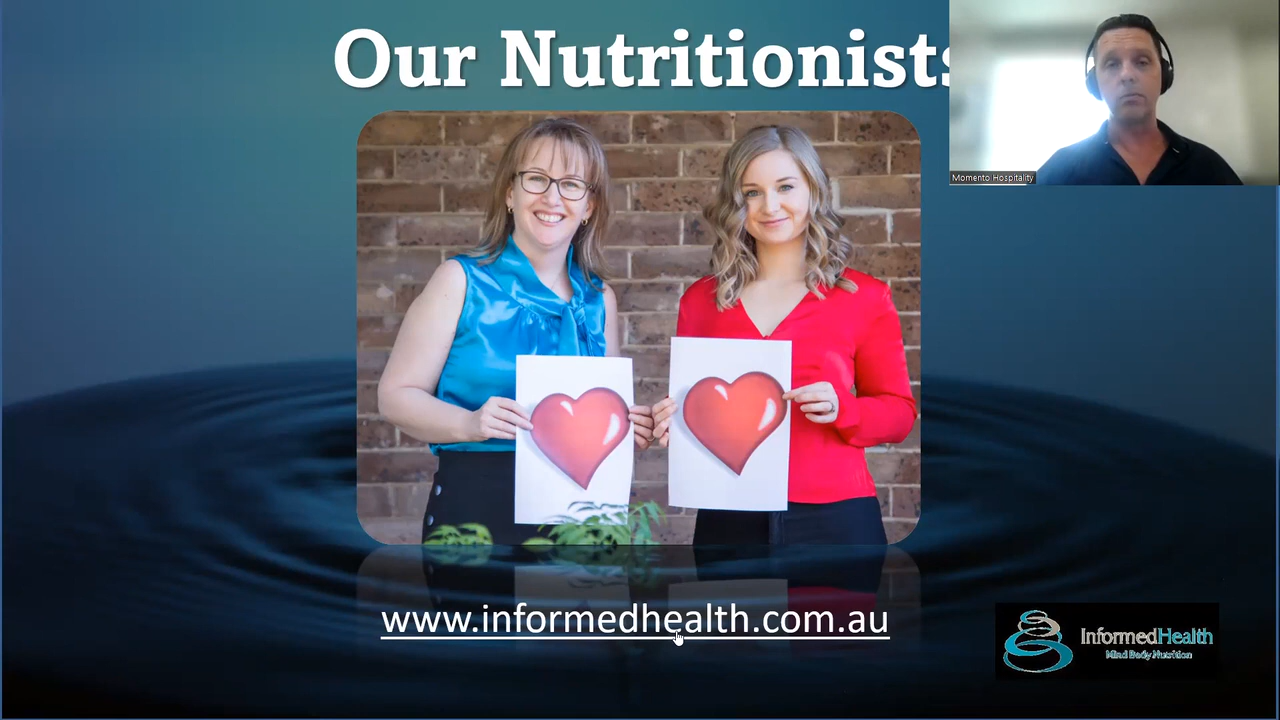 Our Nutritionists
Momento Hospitality
www.informedhealth.com.au
InformedHealth
Mind Body Nutrition